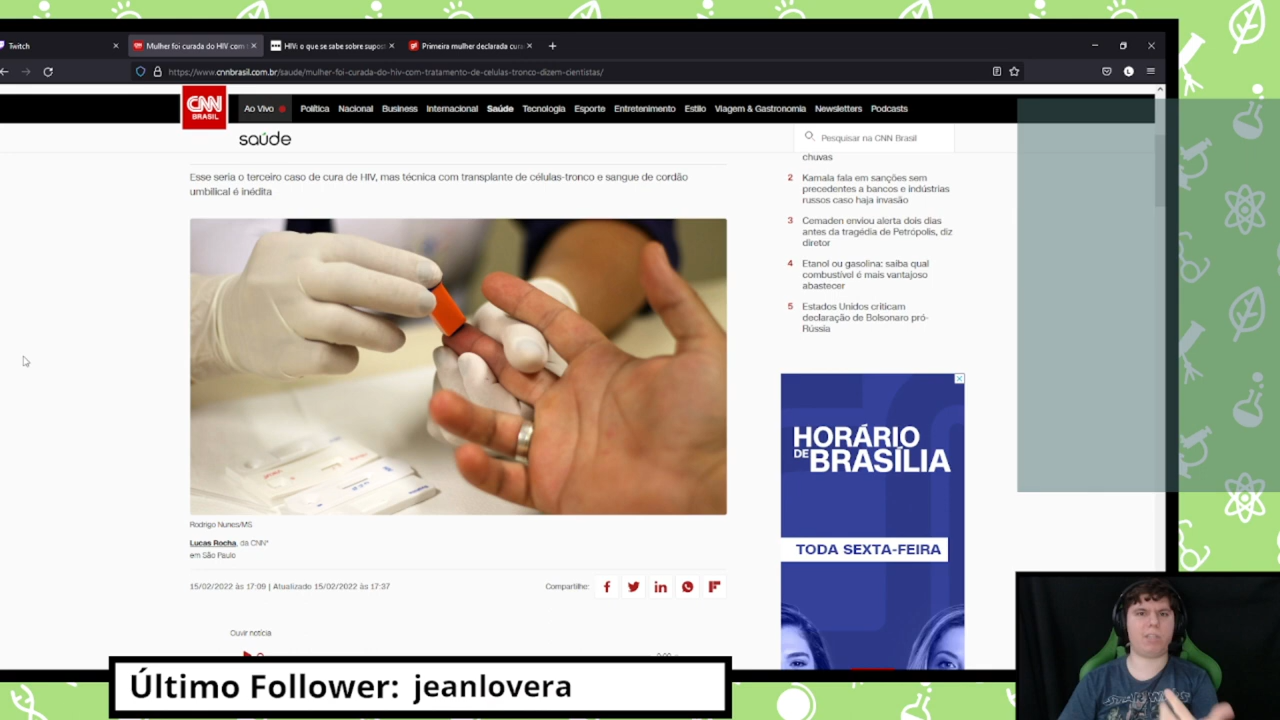 Twitch
Mulher foi curada do HIV com
HIV: o que se sabe sobre supos
Primeira mulher declarada cura
https://www.cnnbrasil.com.br/saude/mulher-foi-curada-do-hiv-com-tratamento-de-celulas-tronco-dizem-cientistas/
CNN
BRASIL
Ao Vivo
Política
Nacional
Business
Internacional
Saúde
Tecnologia
Esporte
Entretenimento
Estilo
Viagem & Gastronomia
Newsletters
Podcasts
saúde
Pesquisar na CNN Brasil
Esse seria o terceiro caso de cura de HIV, mas técnica com transplante de células-tronco e sangue de cordão
umbilical é inédita
chuvas
2 Kamala fala em sanções sem
precedentes a bancos e indústrias
russos caso haja invasão
3 Cemaden enviou alerta dois dias
antes da tragédia de Petrópolis, diz
diretor
4 Etanol ou gasolina: saiba qual
combustível é mais vantajoso
abastecer
5 Estados Unidos criticam
declaração de Bolsonaro pró-
Rússia
Rodrigo Nunes/MS
Lucas Rocha, da CNN*
em São Paulo
15/02/2022 às 17:09 | Atualizado 15/02/2022 às 17:37
Compartilhe:
Ouvir notícia
HORÁRIO
DE BRASÍLIA
TODA SEXTA-FEIRA
Último Follower: jeanlovera
STAR WARS